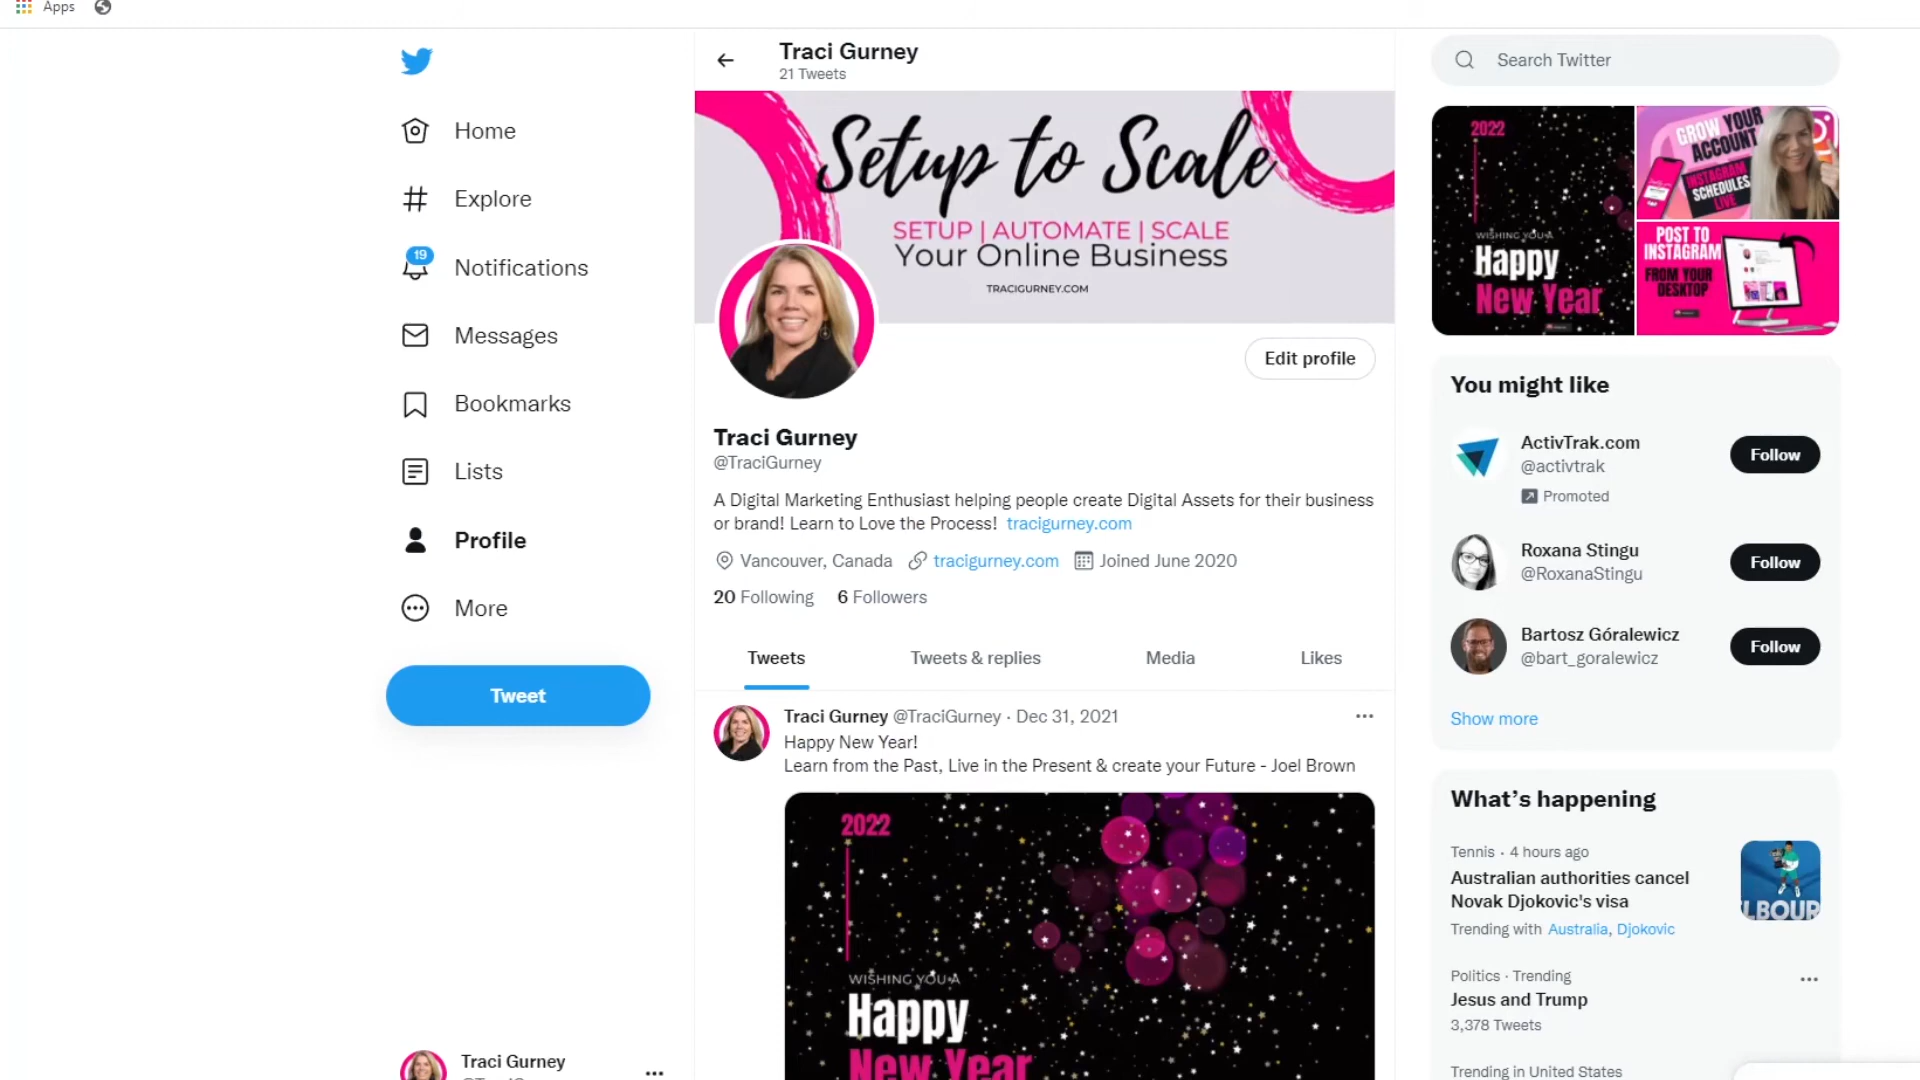 Apps
Traci Gurney
21 Tweets
Search Twitter
Home
Explore
19
Notifications
Messages
Bookmarks
Lists
Profile
More
Tweet
Traci Gurney
Setup to Scale
SETUP | AUTOMATE | SCALE
Your Online Business
TRACIGURNEY.COM
Edit profile
Traci Gurney
@TraciGurney
A Digital Marketing Enthusiast helping people create Digital Assets for their business
or brand! Learn to Love the Process! tracigurney.com
Vancouver, Canada tracigurney.com Joined June 2020
20 Following 6 Followers
Tweets Tweets & replies Media Likes
Traci Gurney @TraciGurney · Dec 31, 2021
Happy New Year!
Learn from the Past, Live in the Present & create your Future - Joel Brown
2022
WISHING YOU A
Happy
New Year
2022
WISHING YOU A
Happy
New Year
GROW YOUR
ACCOUNT
INSTAGRAM
SCHEDULES
LIVE
POST TO
INSTAGRAM
FROM YOUR
DESKTOP
You might like
ActivTrak.com
@activtrak
Promoted
Follow
Roxana Stingu
@RoxanaStingu
Follow
Bartosz Góralewicz
@bart_goralewicz
Follow
Show more
What’s happening
Tennis · 4 hours ago
Australian authorities cancel
Novak Djokovic's visa
Trending with Australia, Djokovic
LBOUR
Politics · Trending
Jesus and Trump
3,378 Tweets
Trending in United States